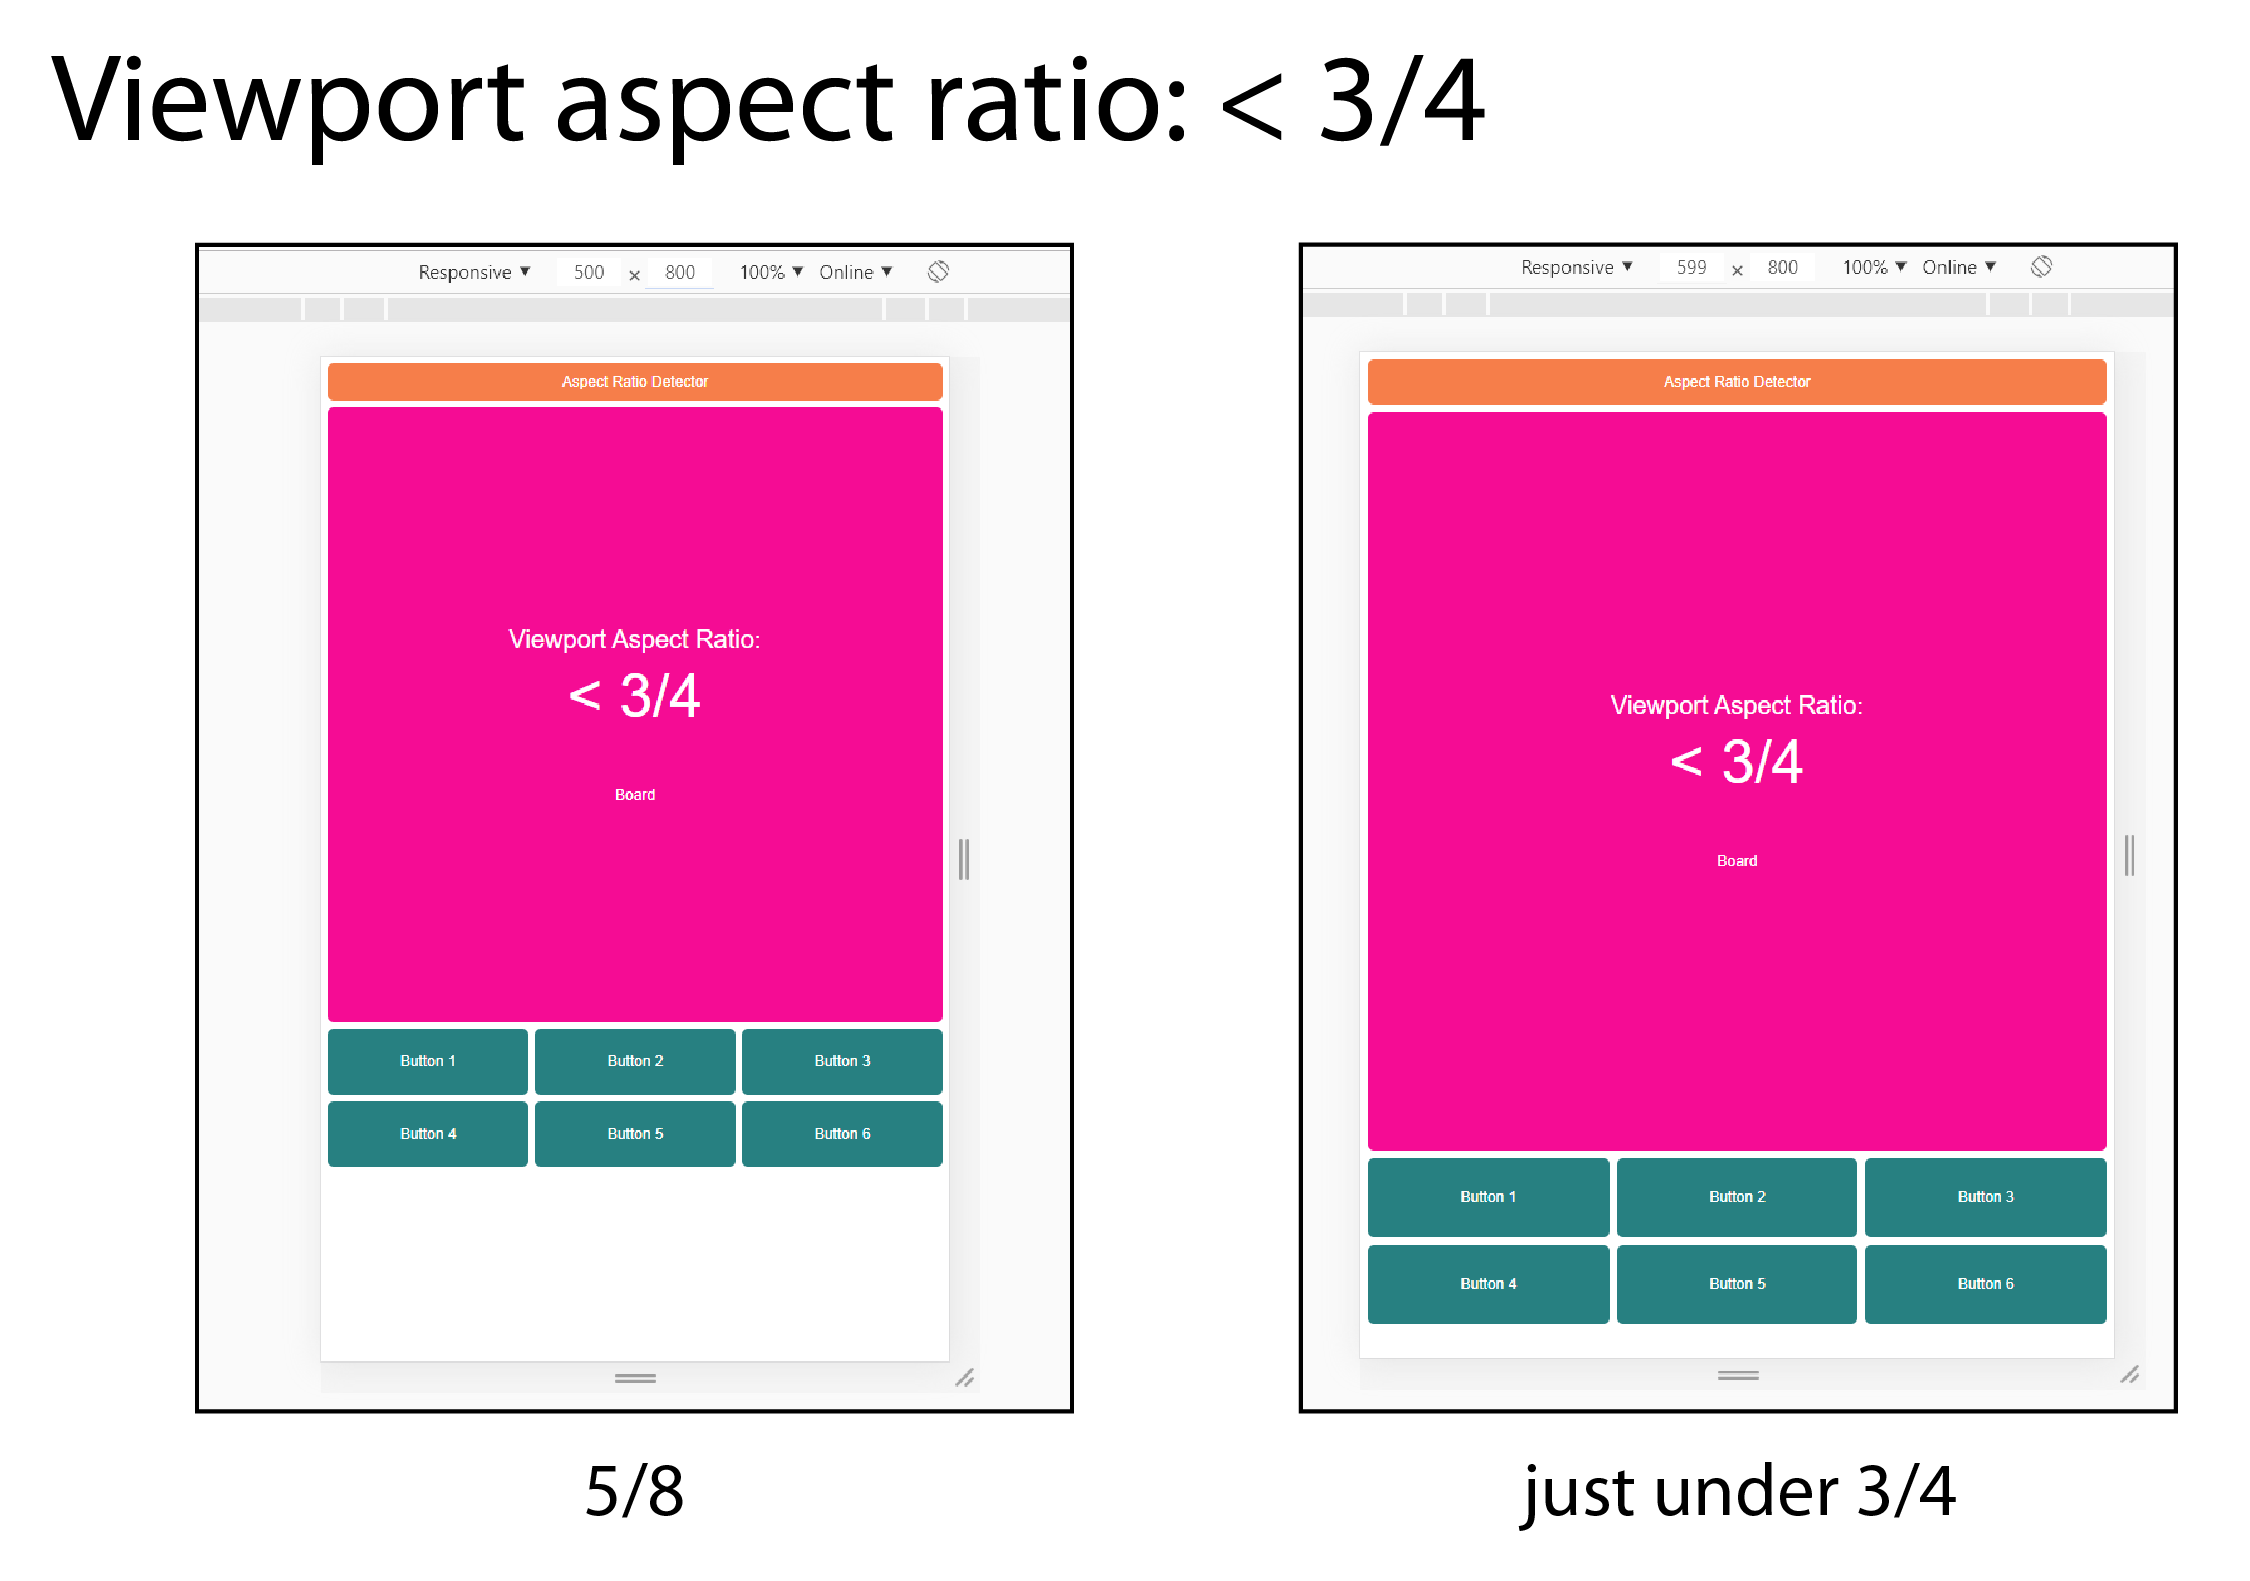 Viewport aspect ratio: < 3/4
Responsive ▼ 500 × 800 100% ▼ Online ▼
Aspect Ratio Detector
Viewport Aspect Ratio:
< 3/4
Board
Button 1 Button 2 Button 3
Button 4 Button 5 Button 6
5/8
Responsive ▼ 599 × 800 100% ▼ Online ▼
Aspect Ratio Detector
Viewport Aspect Ratio:
< 3/4
Board
Button 1 Button 2 Button 3
Button 4 Button 5 Button 6
just under 3/4